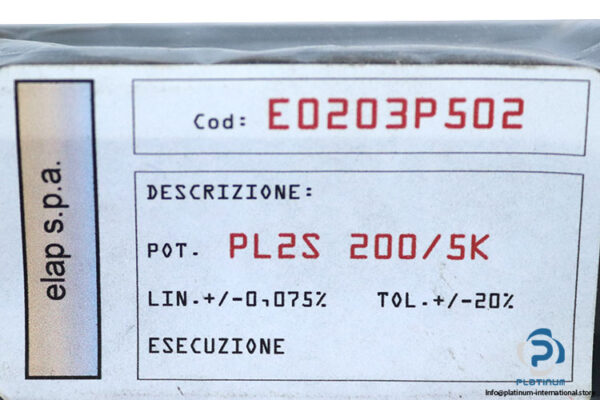 elap s.p.a.
Cod: E0203P502
DESCRIZIONE:
POT. PL2S 200/5K
LIN.+/-0,075% TOL.+/-20%
ESECUZIONE
PLATINUM
info@platinum-international.store